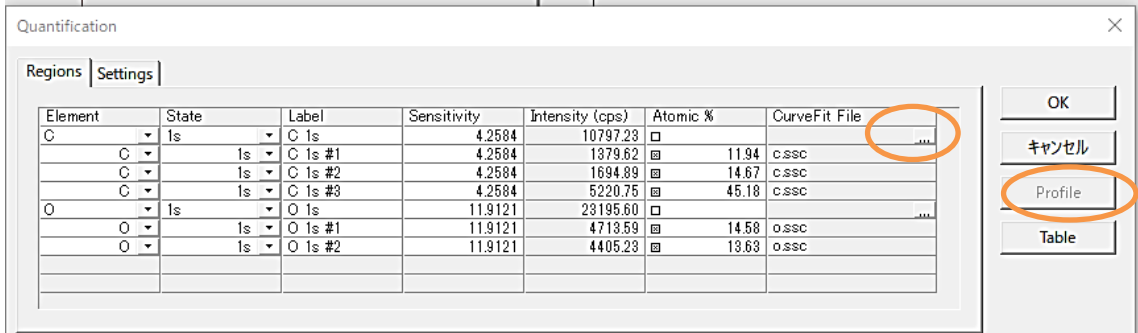 Quantification
Regions Settings
Element State Label Sensitivity Intensity (cps) Atomic % CurveFit File
C 1s C 1s 4.2584 10797.23 ...
C 1s C 1s #1 4.2584 1379.62 11.94 c.ssc
C 1s C 1s #2 4.2584 1694.89 14.67 c.ssc
C 1s C 1s #3 4.2584 5220.75 45.18 c.ssc
O 1s O 1s 11.9121 23195.60 ...
O 1s O 1s #1 11.9121 4713.59 14.58 o.ssc
O 1s O 1s #2 11.9121 4405.23 13.63 o.ssc
OK
キャンセル
Profile
Table